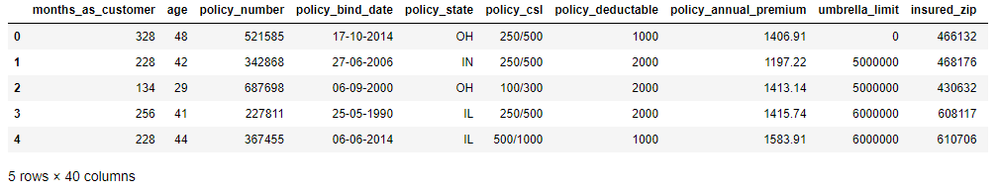 months_as_customer age policy_number policy_bind_date policy_state policy_csl policy_deductable policy_annual_premium umbrella_limit insured_zip
0 328 48 521585 17-10-2014 OH 250/500 1000 1406.91 0 466132
1 228 42 342868 27-06-2006 IN 250/500 2000 1197.22 5000000 468176
2 134 29 687698 06-09-2000 OH 100/300 2000 1413.14 5000000 430632
3 256 41 227811 25-05-1990 IL 250/500 2000 1415.74 6000000 608117
4 228 44 367455 06-06-2014 IL 500/1000 1000 1583.91 6000000 610706
5 rows × 40 columns